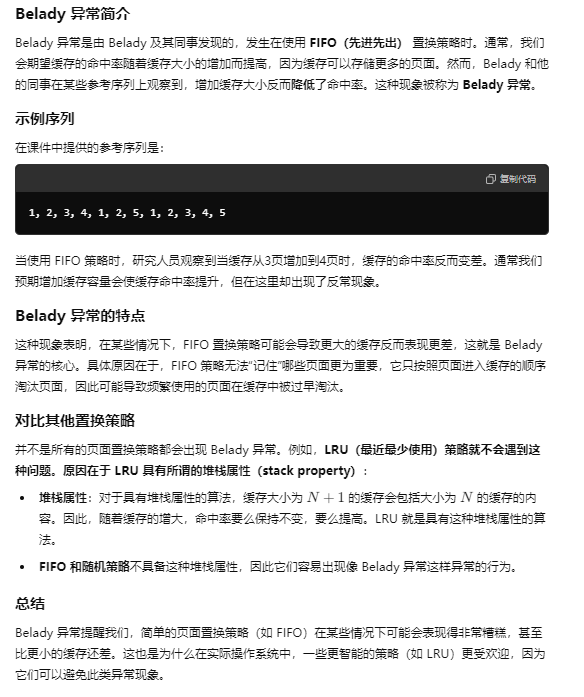 Belady 异常简介
Belady 异常是由 Belady 及其同事发现的，发生在使用 FIFO（先进先出） 置换策略时。通常，我们
会期望缓存的命中率随着缓存大小的增加而提高，因为缓存可以存储更多的页面。然而，Belady 和他
的同事在某些参考序列上观察到，增加缓存大小反而降低了命中率。这种现象被称为 Belady 异常。
示例序列
在课件中提供的参考序列是：
复制代码
1, 2, 3, 4, 1, 2, 5, 1, 2, 3, 4, 5
当使用 FIFO 策略时，研究人员观察到当缓存从3页增加到4页时，缓存的命中率反而变差。通常我们
预期增加缓存容量会使缓存命中率提升，但在这里却出现了反常现象。
Belady 异常的特点
这种现象表明，在某些情况下，FIFO 置换策略可能会导致更大的缓存反而表现更差，这就是 Belady
异常的核心。具体原因在于，FIFO 策略无法“记住”哪些页面更为重要，它只按照页面进入缓存的顺序
淘汰页面，因此可能导致频繁使用的页面在缓存中被过早淘汰。
对比其他置换策略
并不是所有的页面置换策略都会出现 Belady 异常。例如，LRU（最近最少使用）策略就不会遇到这
种问题。原因在于 LRU 具有所谓的堆栈属性（stack property）：
• 堆栈属性：对于具有堆栈属性的算法，缓存大小为 N + 1 的缓存会包括大小为 N 的缓存的内
容。因此，随着缓存的增大，命中率要么保持不变，要么提高。LRU 就是具有这种堆栈属性的算
法。
• FIFO 和随机策略不具备这种堆栈属性，因此它们容易出现像 Belady 异常这样异常的行为。
总结
Belady 异常提醒我们，简单的页面置换策略（如 FIFO）在某些情况下可能会表现得非常糟糕，甚至
比更小的缓存还差。这也是为什么在实际操作系统中，一些更智能的策略（如 LRU）更受欢迎，因为
它们可以避免此类异常现象。